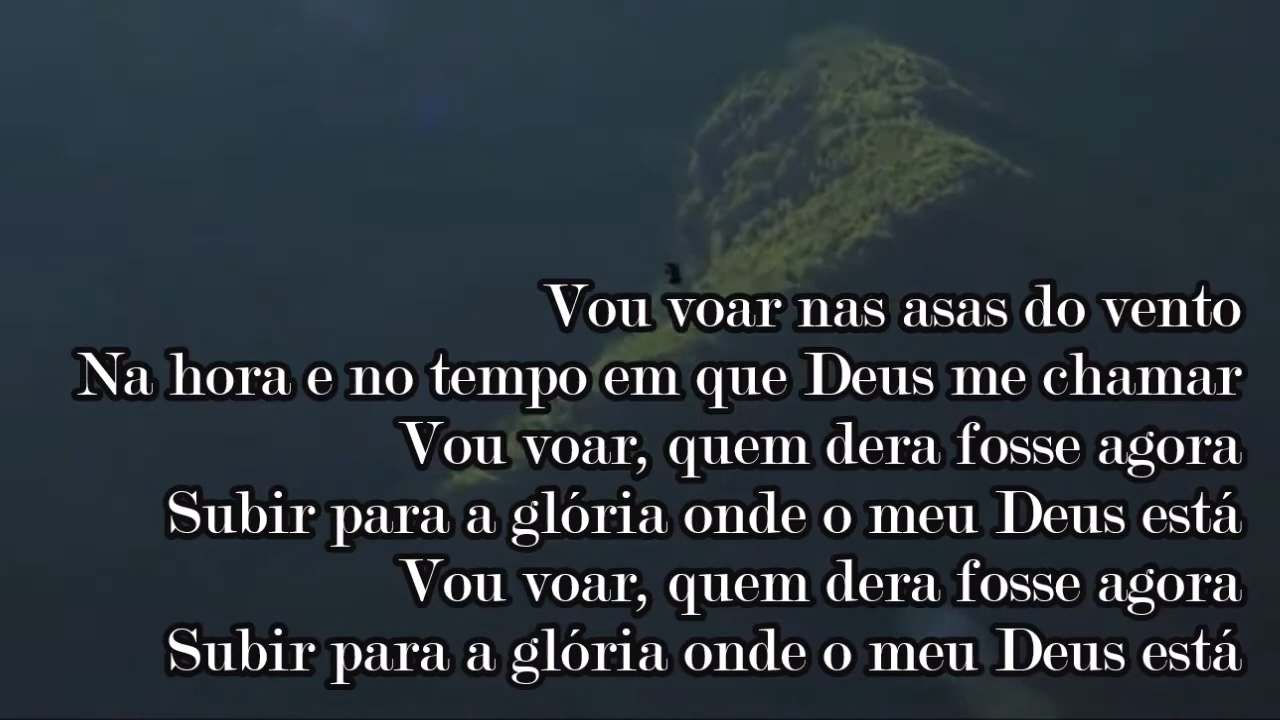 Vou voar nas asas do vento
Na hora e no tempo em que Deus me chamar
Vou voar, quem dera fosse agora
Subir para a glória onde o meu Deus está
Vou voar, quem dera fosse agora
Subir para a glória onde o meu Deus está